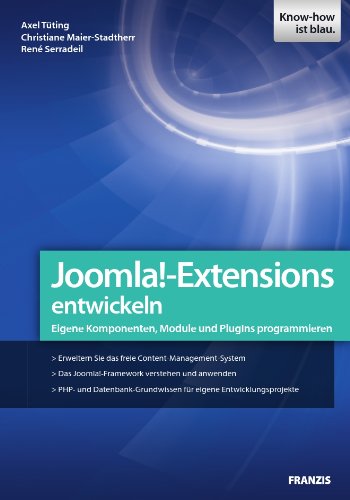 Axel Tüting
Christiane Maier-Stadtherr
René Serradeil
Know-how
ist blau.
Joomla!-Extensions
entwickeln
Eigene Komponenten, Module und Plugins programmieren
> Erweitern Sie das freie Content-Management-System
> Das Joomla!-Framework verstehen und anwenden
> PHP- und Datenbank-Grundwissen für eigene Entwicklungsprojekte
FRANZIS